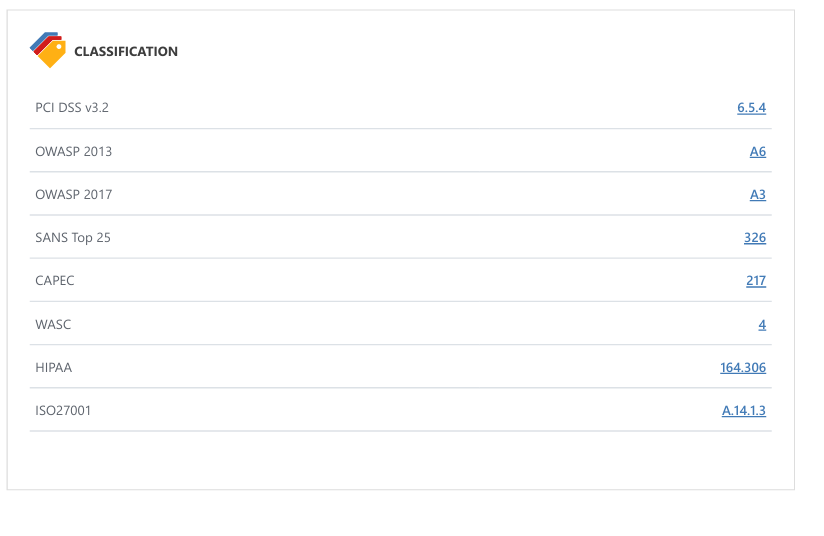 CLASSIFICATION
PCI DSS v3.2 6.5.4
OWASP 2013 A6
OWASP 2017 A3
SANS Top 25 326
CAPEC 217
WASC 4
HIPAA 164.306
ISO27001 A.14.1.3